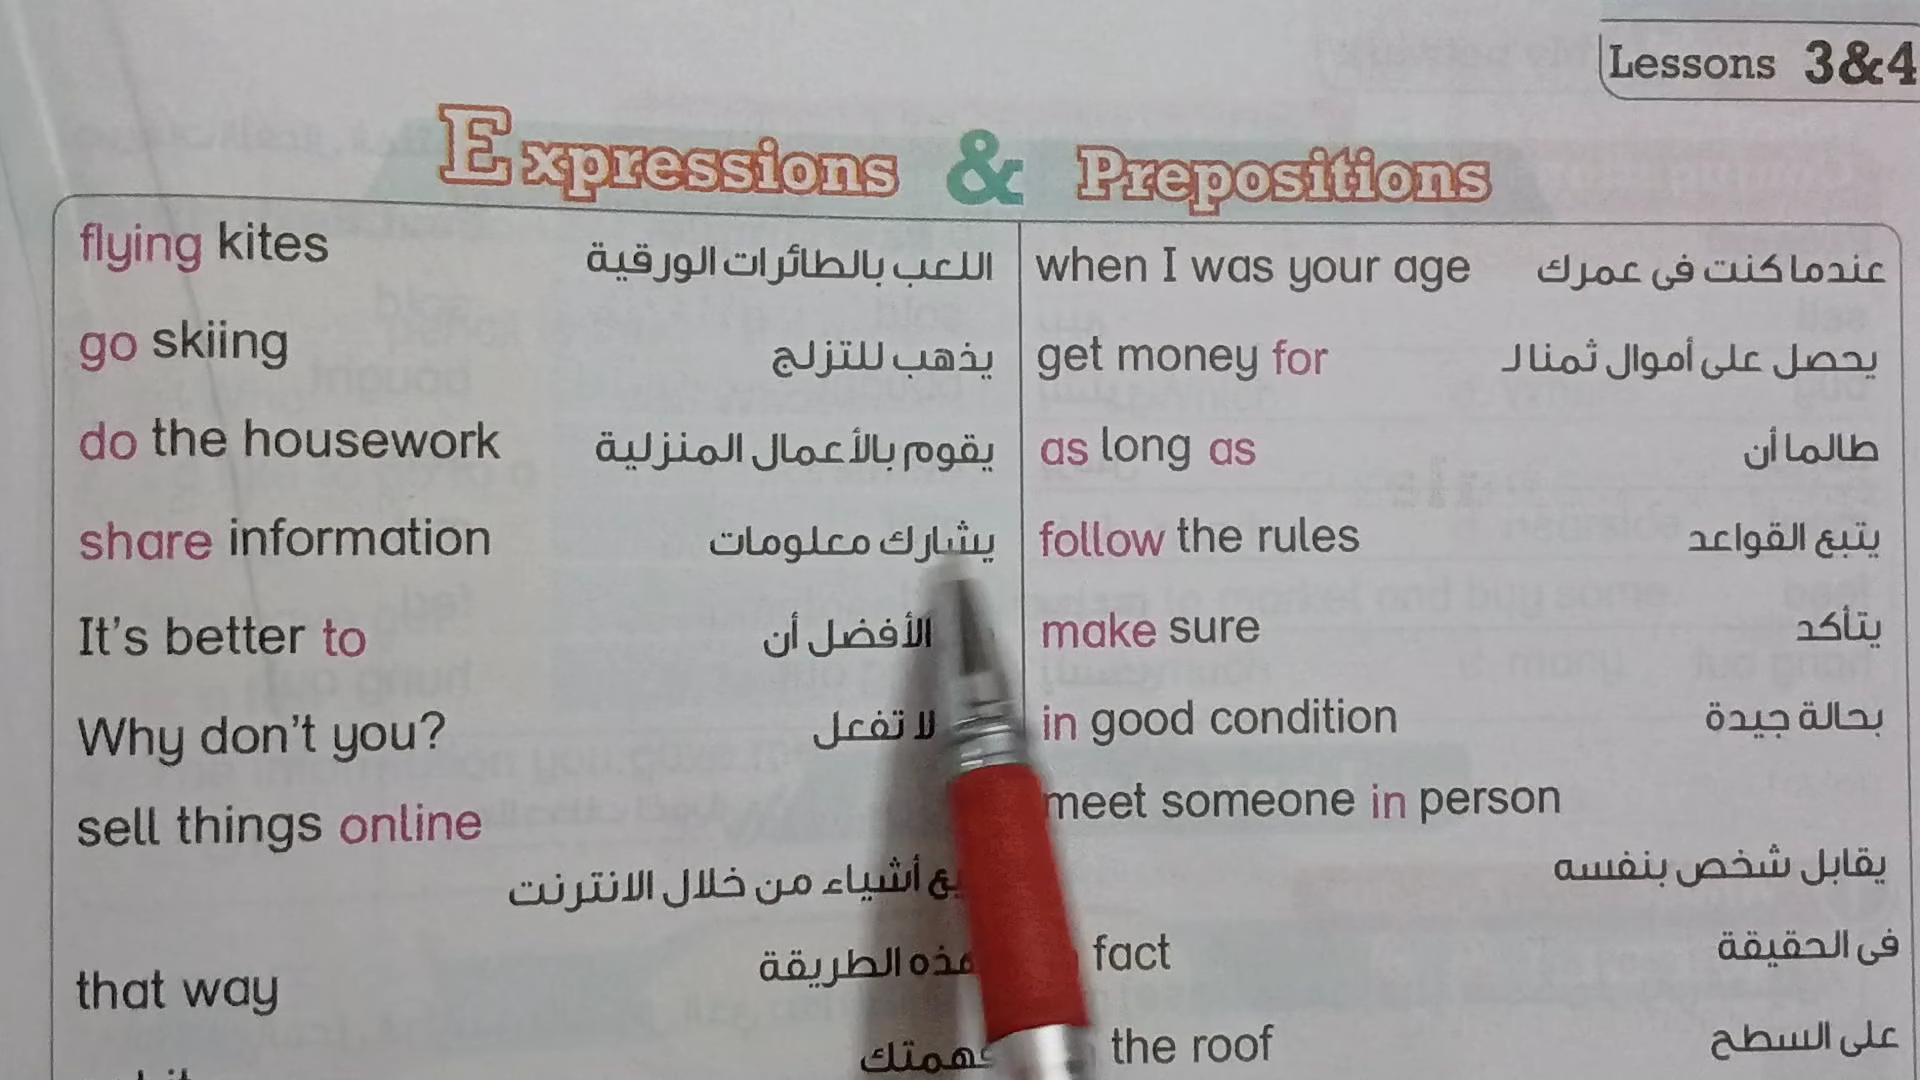 Lessons 3&4
Expressions & Prepositions
flying kites اللعب بالطائرات الورقية
go skiing يذهب للتزلج
do the housework يقوم بالأعمال المنزلية
share information يشارك معلومات
It's better to الأفضل أن
Why don't you? لا تفعل
sell things online
أشياء من خلال الانترنت
that way الطريقة
when I was your age عندما كنت فى عمرك
get money for يحصل على أموال ثمنا لـ
as long as طالما أن
follow the rules يتبع القواعد
make sure يتأكد
in good condition بحالة جيدة
meet someone in person
يقابل شخص بنفسه
fact فى الحقيقة
the roof على السطح